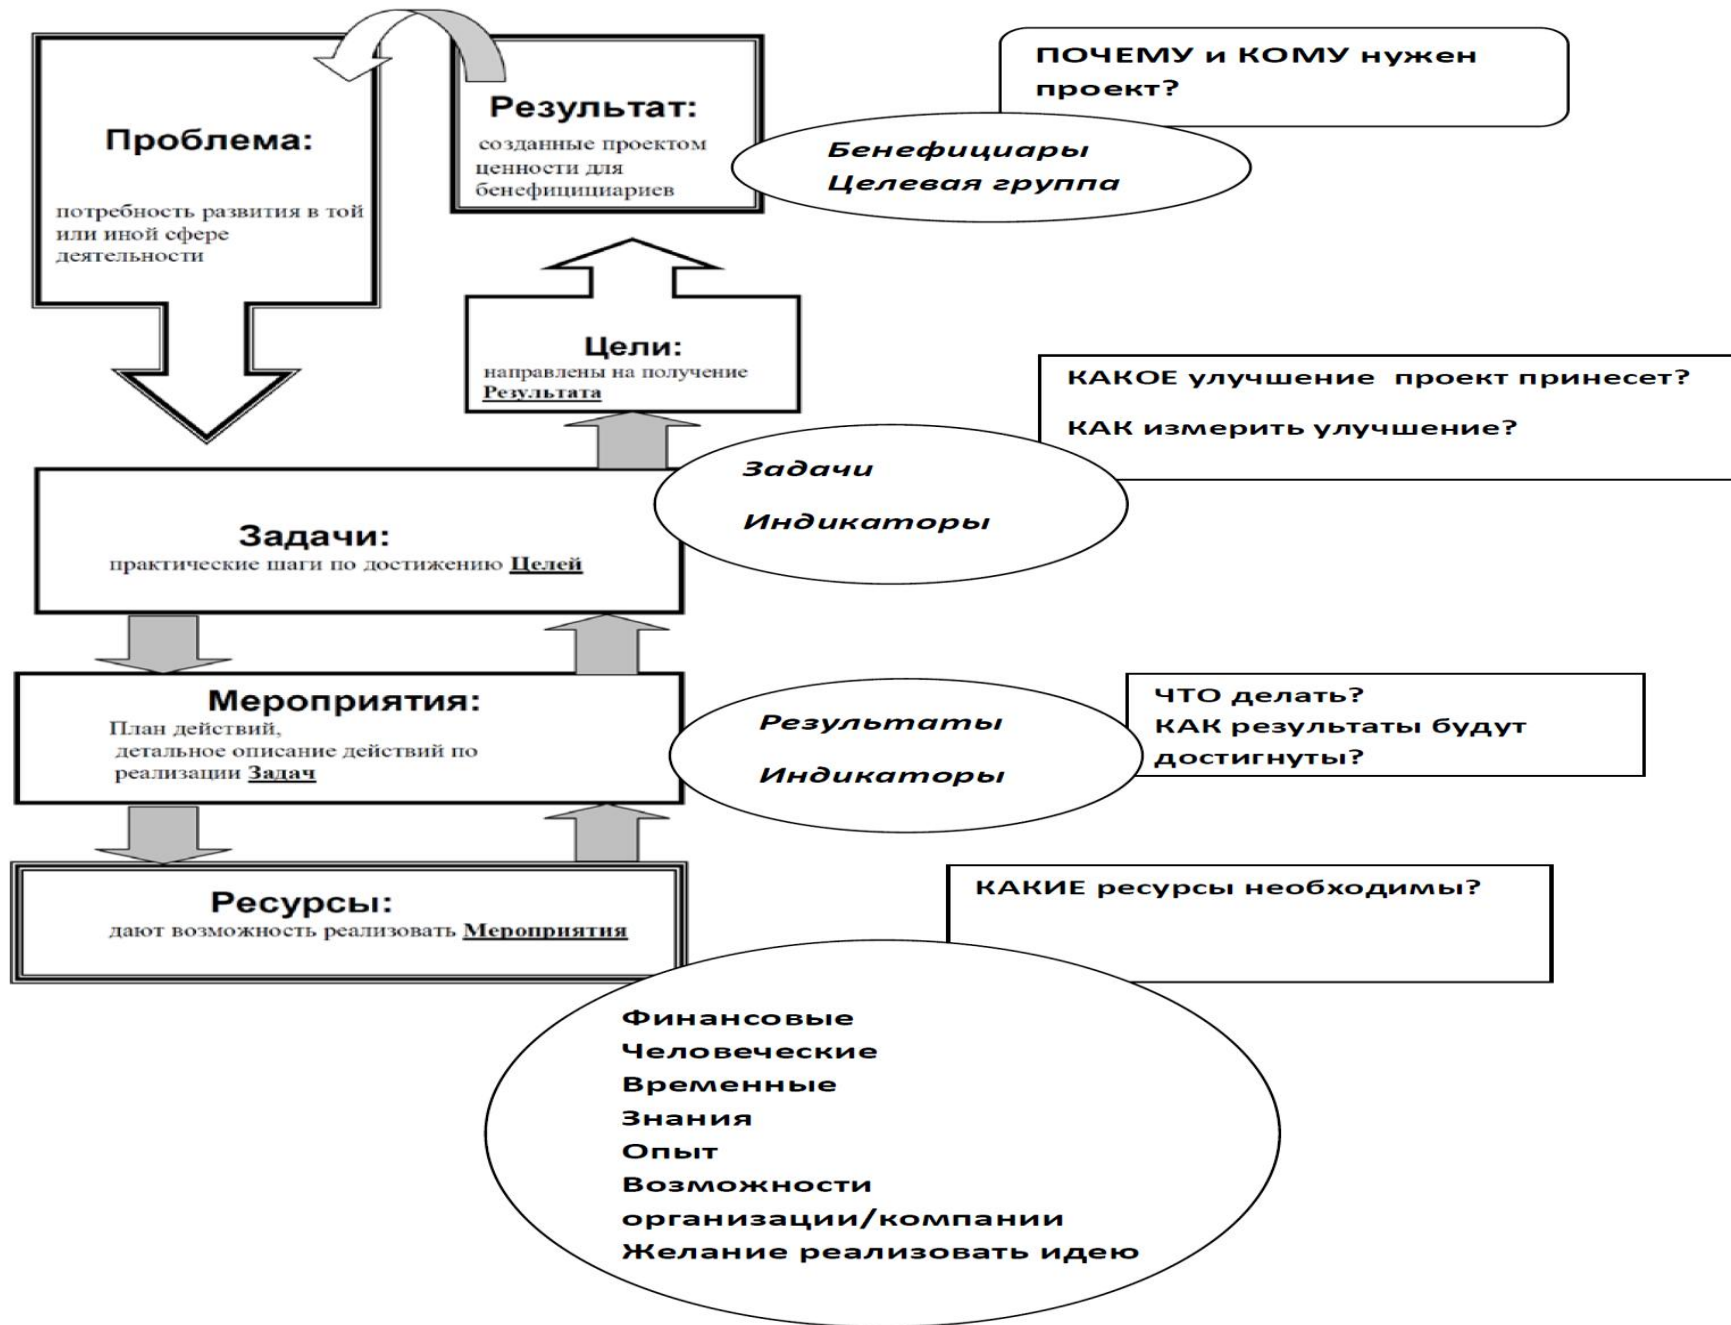 Проблема:
потребность развития в той
или иной сфере
деятельности
Результат:
созданные проектом
ценности для
бенефицициариев
ПОЧЕМУ и КОМУ нужен
проект?
Бенефициары
Целевая группа
Цели:
направлены на получение
Результата
КАКОЕ улучшение проект принесет?
КАК измерить улучшение?
Задачи
Индикаторы
Задачи:
практические шаги по достижению Целей
Мероприятия:
План действий,
детальное описание действий по
реализации Задач
Результаты
Индикаторы
ЧТО делать?
КАК результаты будут
достигнуты?
Ресурсы:
дают возможность реализовать Мероприятия
КАКИЕ ресурсы необходимы?
Финансовые
Человеческие
Временные
Знания
Опыт
Возможности
организации/компании
Желание реализовать идею